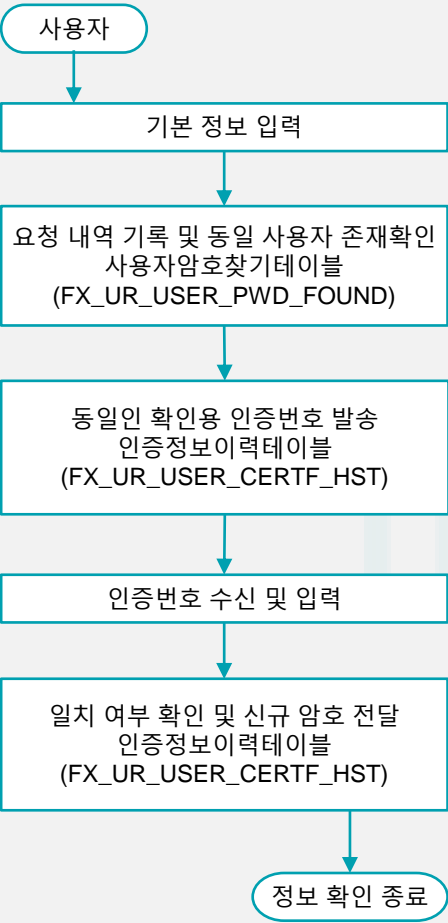 사용자
기본 정보 입력
요청 내역 기록 및 동일 사용자 존재확인
사용자암호찾기테이블
(FX_UR_USER_PWD_FOUND)
동일인 확인용 인증번호 발송
인증정보이력테이블
(FX_UR_USER_CERTF_HST)
인증번호 수신 및 입력
일치 여부 확인 및 신규 암호 전달
인증정보이력테이블
(FX_UR_USER_CERTF_HST)
정보 확인 종료